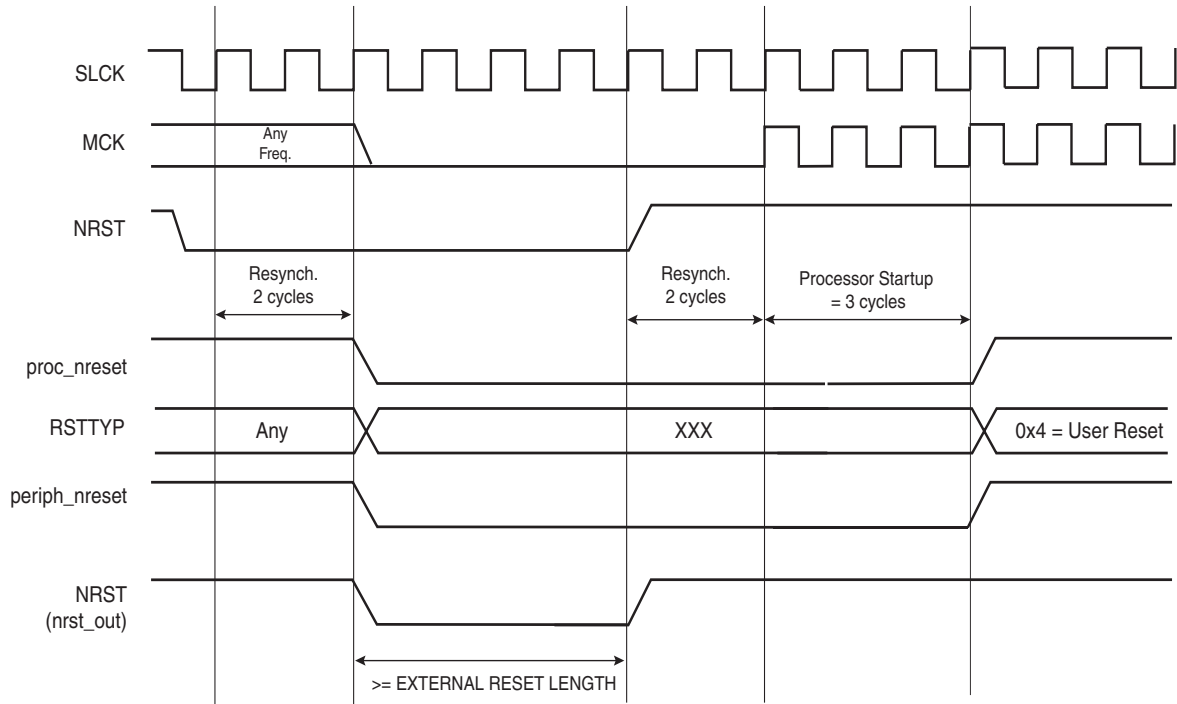 SLCK
MCK
Any
Freq.
NRST
Resynch.
2 cycles
Resynch.
2 cycles
Processor Startup
= 3 cycles
proc_nreset
RSTTYP
Any
XXX
0x4 = User Reset
periph_nreset
NRST
(nrst_out)
>= EXTERNAL RESET LENGTH